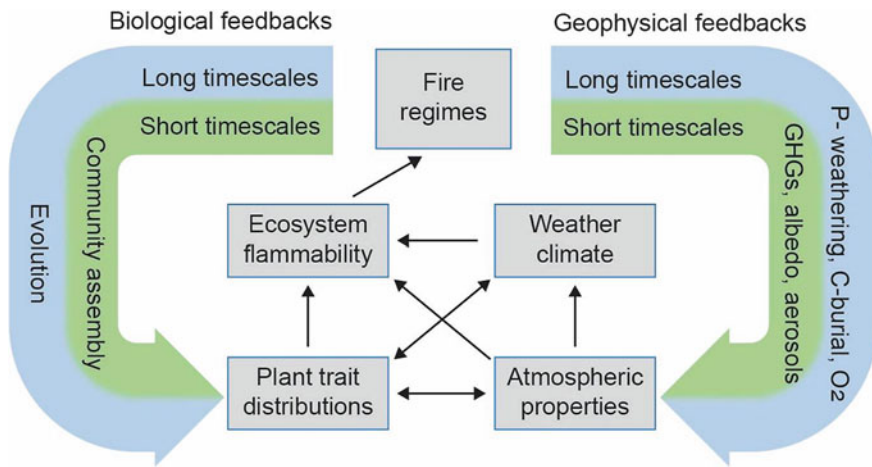 Biological feedbacks
Geophysical feedbacks
Long timescales
Short timescales
Fire
regimes
Long timescales
Short timescales
Evolution
Community assembly
Ecosystem
flammability
Weather
climate
Plant trait
distributions
Atmospheric
properties
GHGs, albedo, aerosols
P- weathering, C-burial, O2